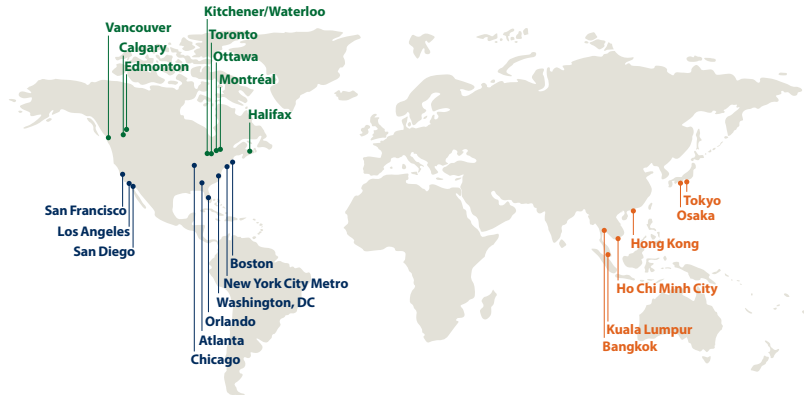 Kitchener/Waterloo
Vancouver
Toronto
Calgary
Ottawa
Edmonton
Montréal
Halifax
San Francisco
Los Angeles
San Diego
Boston
New York City Metro
Washington, DC
Orlando
Atlanta
Chicago
Tokyo
Osaka
Hong Kong
Ho Chi Minh City
Kuala Lumpur
Bangkok